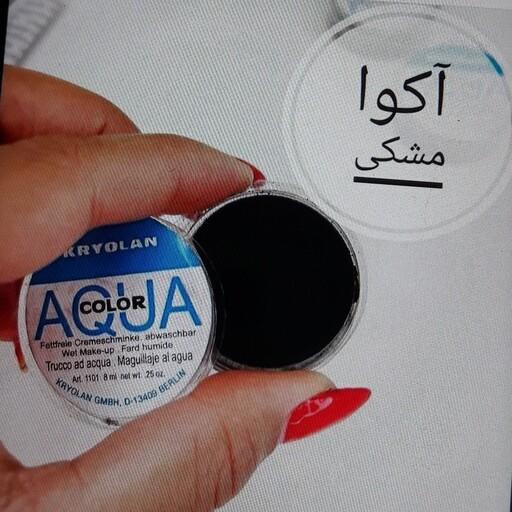 آکوا
مشکی
KRYOLAN
AQUA
COLOR
Fettfreie Cremeschminke. abwaschbar
Wet Make-up . Fard humide
Trucco ad acqua . Maguillaje al agua
Art. 1101 8 ml net wt. .25 oz.
KRYOLAN GMBH, D-13409 BERLIN